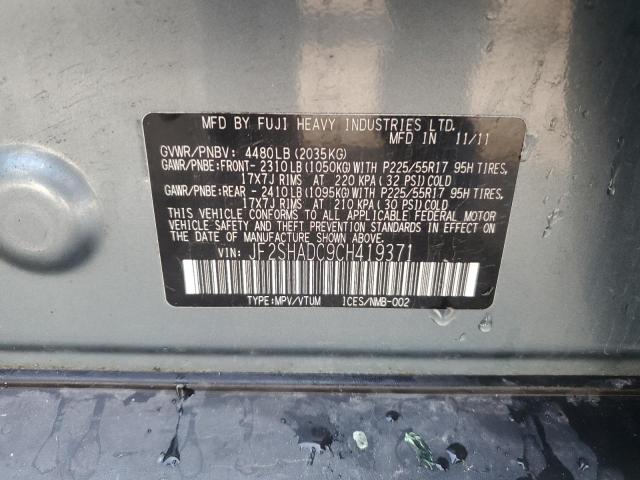 MFD BY FUJI HEAVY INDUSTRIES LTD.
MFD IN 11/11
GVWR/PNBV: 4480LB(2035KG)
GAWR/PNBE:FRONT- 2310LB(1050KG)WITH P225/55R17 95H TIRES,
17X7J RIMS AT 220 KPA(32 PSI)COLD
GAWR/PNBE:REAR - 2410LB(1095KG)WITH P225/55R17 95H TIRES,
17X7J RIMS AT 210 KPA(30 PSI)COLD
THIS VEHICLE CONFORMS TO ALL APPLICABLE FEDERAL MOTOR
VEHICLE SAFETY AND THEFT PREVENTION STANDARDS IN EFFECT ON
THE DATE OF MANUFACTURE SHOWN ABOVE.
VIN: JF2SHADC9CH419371
TYPE:MPV/VTUM ICES/NMB-002